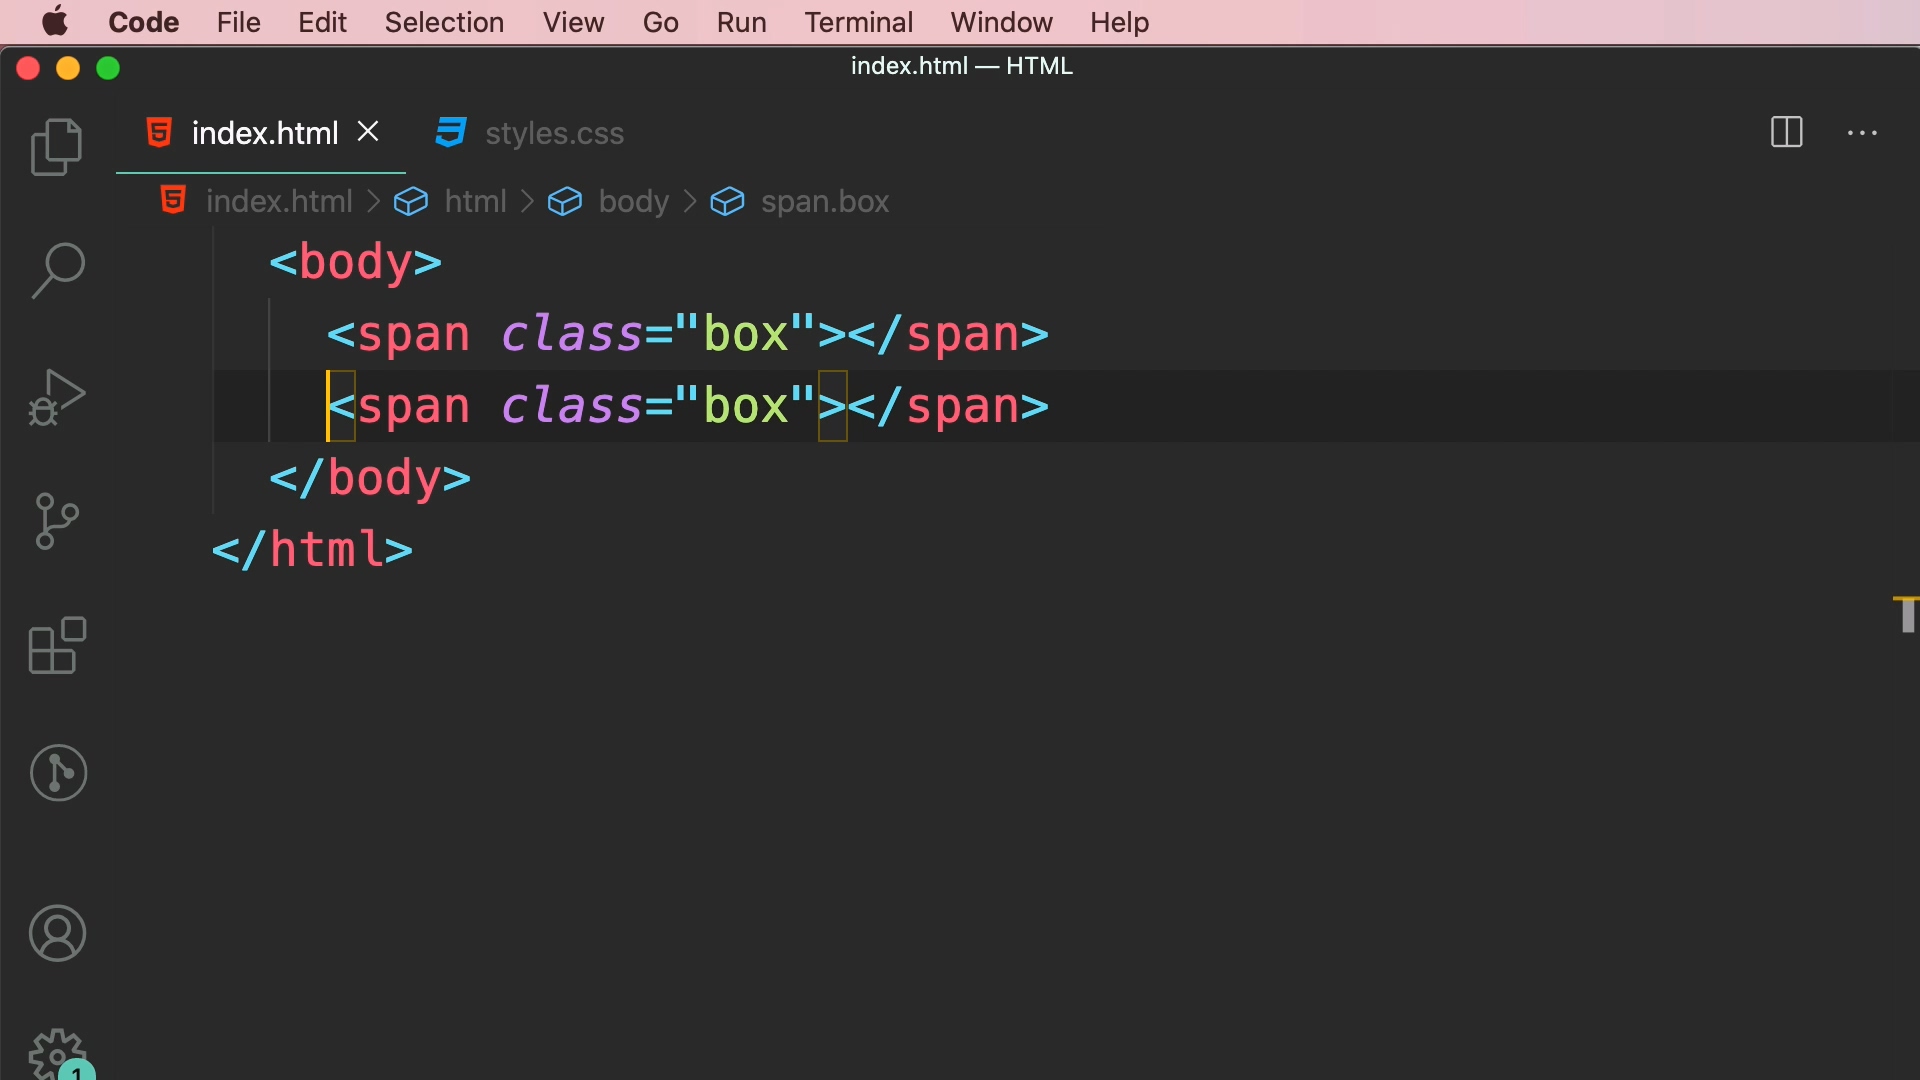 Code File Edit Selection View Go Run Terminal Window Help
index.html — HTML
index.html styles.css
index.html > html > body > span.box
<body>
<span class="box"></span>
<span class="box"></span>
</body>
</html>
1